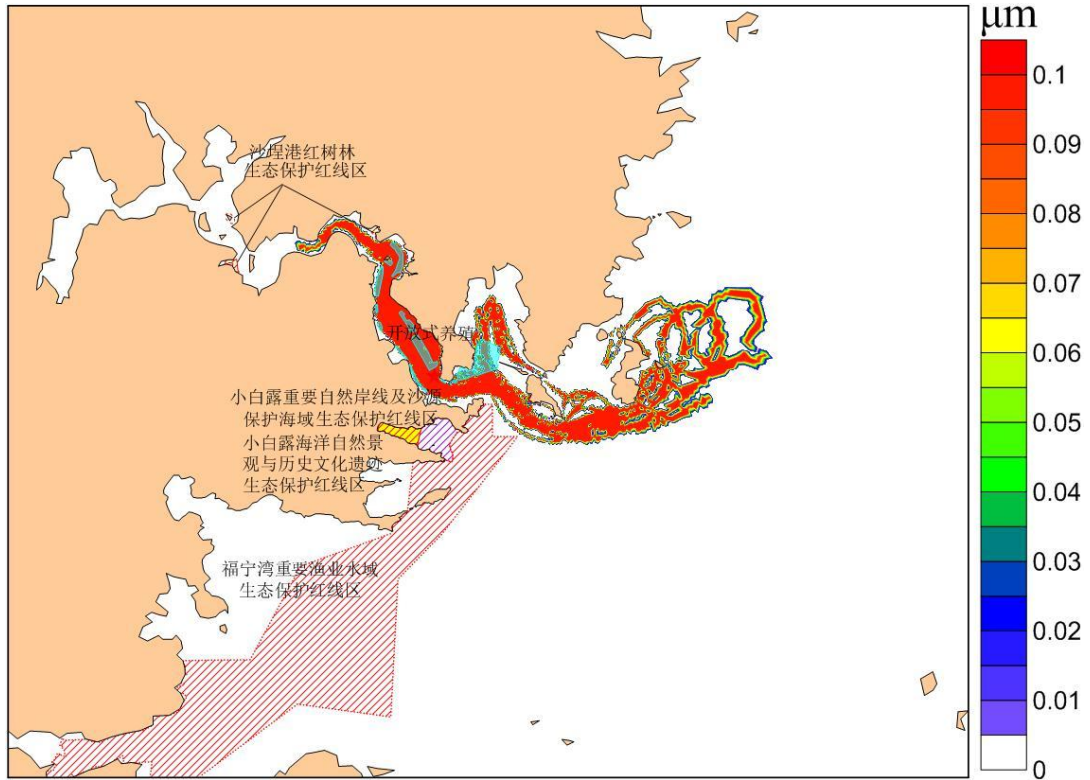 μm
0.1
0.09
0.08
0.07
0.06
0.05
0.04
0.03
0.02
0.01
0
沙埕港红树林
生态保护红线区
开放式养殖
小白露重要自然岸线及沙源
保护海域生态保护红线区
小白露海洋自然景
观与历史文化遗迹
生态保护红线区
福宁湾重要渔业水域
生态保护红线区